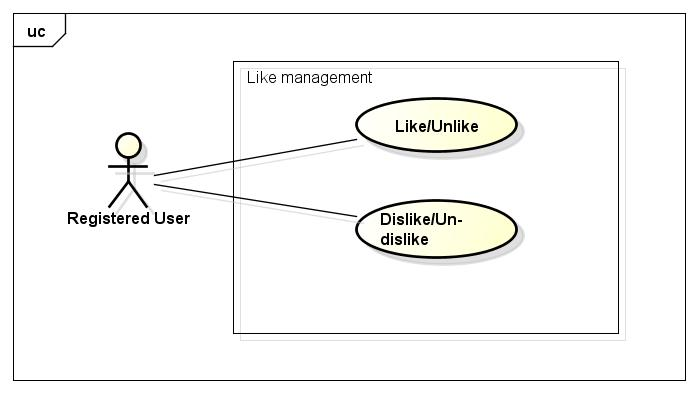 uc
Like management
Like/Unlike
Registered User
Dislike/Un-
dislike